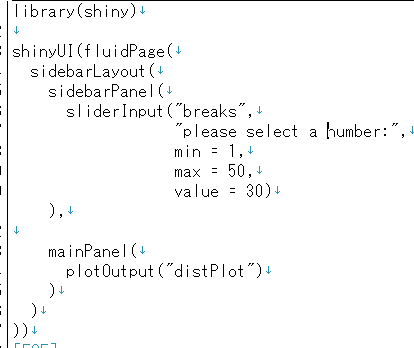 library(shiny)↓
↓
shinyUI(fluidPage(↓
  sidebarLayout(↓
    sidebarPanel(↓
      sliderInput("breaks",↓
                  "please select a number:",↓
                  min = 1,↓
                  max = 50,↓
                  value = 30)↓
    ),↓
↓
    mainPanel(↓
      plotOutput("distPlot")↓
    )↓
  )↓
))↓
[EOF]